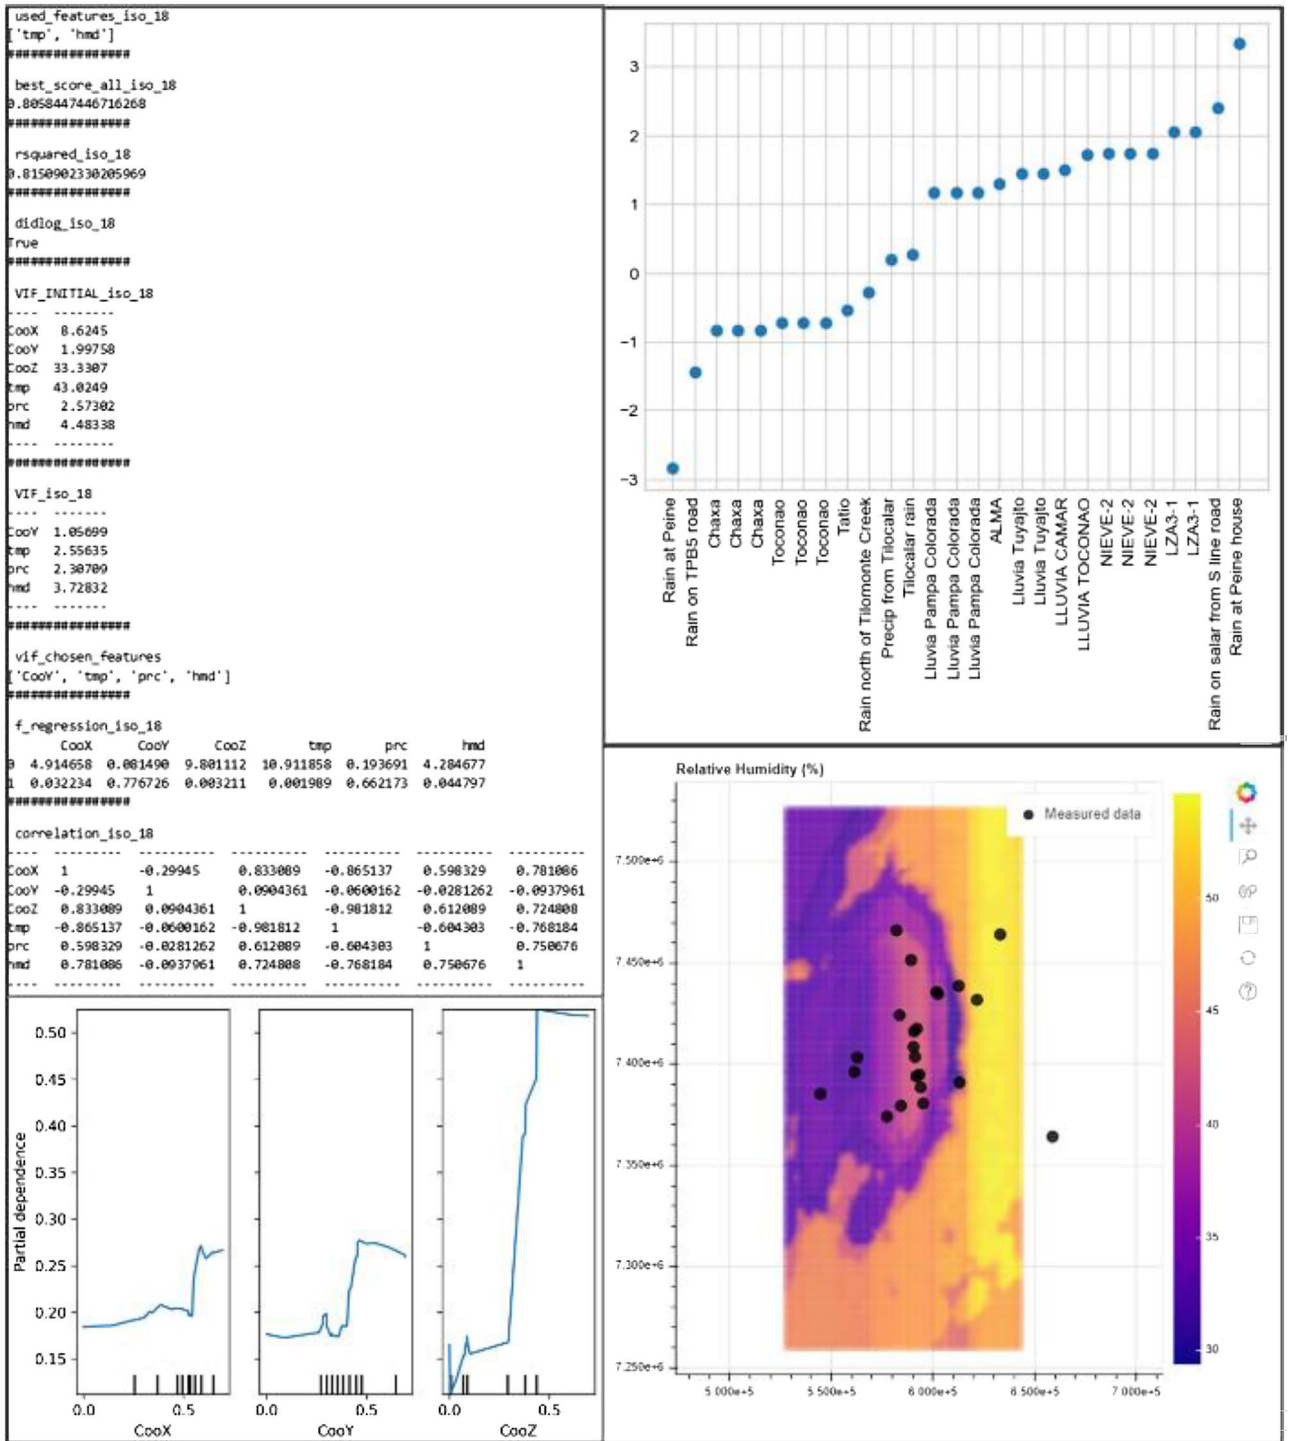 used_features_iso_18
['tmp', 'hmd']
################
best_score_all_iso_18
0.8058447446716268
################
rsquared_iso_18
0.8150902330205969
################
didlog_iso_18
True
################
VIF_INITIAL_iso_18
---- --------
CooX 8.6245
CooY 1.99758
CooZ 33.3307
tmp 43.0249
prc 2.57302
hmd 4.48338
---- --------
################
VIF_iso_18
---- -------
CooY 1.05699
tmp 2.55635
prc 2.30709
hmd 3.72832
---- -------
################
vif_chosen_features
['CooY', 'tmp', 'prc', 'hmd']
################
f_regression_iso_18
CooX CooY CooZ tmp prc hmd
0 4.914658 0.081490 9.801112 10.911858 0.193691 4.284677
1 0.032234 0.776726 0.003211 0.001989 0.662173 0.044797
################
correlation_iso_18
---- --------- ---------- ---------- ---------- ---------- ----------
CooX 1 -0.29945 0.833089 -0.865137 0.598329 0.781086
CooY -0.29945 1 0.0904361 -0.0600162 -0.0281262 -0.0937961
CooZ 0.833089 0.0904361 1 -0.981812 0.612089 0.724808
tmp -0.865137 -0.0600162 -0.981812 1 -0.604303 -0.768184
prc 0.598329 -0.0281262 0.612089 -0.604303 1 0.750676
hmd 0.781086 -0.0937961 0.724808 -0.768184 0.750676 1
---- --------- ---------- ---------- ---------- ---------- ----------
3
2
1
0
−1
−2
−3
Rain at Peine
Rain on TPB5 road
Chaxa
Chaxa
Chaxa
Toconao
Toconao
Toconao
Tatio
Rain north of Tilomonte Creek
Precip from Tilocalar
Tilocalar rain
Lluvia Pampa Colorada
Lluvia Pampa Colorada
Lluvia Pampa Colorada
ALMA
Lluvia Tuyajto
Lluvia Tuyajto
LLUVIA CAMAR
LLUVIA TOCONAO
NIEVE-2
NIEVE-2
NIEVE-2
LZA3-1
LZA3-1
Rain on salar from S line road
Rain at Peine house
Partial dependence
0.50
0.45
0.40
0.35
0.30
0.25
0.20
0.15
0.0 0.5
CooX
0.0 0.5
CooY
0.0 0.5
CooZ
Relative Humidity (%)
Measured data
7.500e+6
7.450e+6
7.400e+6
7.350e+6
7.300e+6
7.250e+6
5 000e+5 5 500e+5 6 000e+5 6 500e+5 7 000e+5
50
45
40
35
30